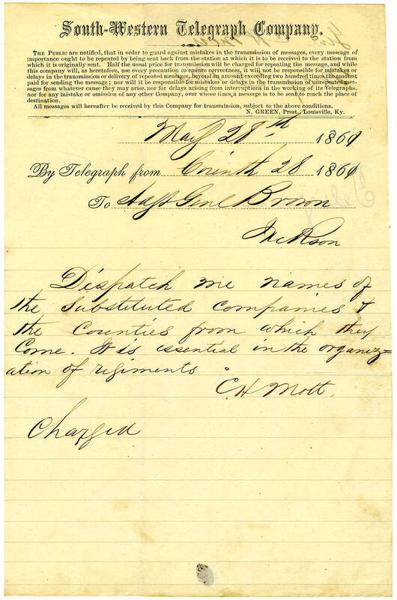 South-Western Telegraph Company.
THE PUBLIC are notified, that in order to guard against mistakes in the transmission of messages, every message of
importance ought to be repeated by being sent back from the station at which it is to be received to the station from
which it is originally sent. Half the usual price for transmission will be charged for repeating the message, and while
this company will, as heretofore, use every precaution to ensure correctness, it will not be responsible for mistakes or
delays in the transmission or delivery of repeated messages, beyond an amount exceeding two hundred times the amount
paid for sending the message; nor will it be responsible for mistakes or delays in the transmission of unrepeated mes-
sages from whatever cause they may arise, nor for delays arising from interruptions in the working of its Telegraphs,
nor for any mistake or omission of any other Company, over whose lines a message is to be sent to reach the place of
destination.
All messages will hereafter be received by this Company for transmission, subject to the above conditions.
N. GREEN, Prest., Louisville, Ky.
May 28th 1861
By Telegraph from Corinth 28 1861
To Adjt Genl Brown
Jackson
Dispatch me names of
the Substituted companies &
the Counties from which they
Come. It is essential in the organiz=
ation of regiments
C H Mott
Charged